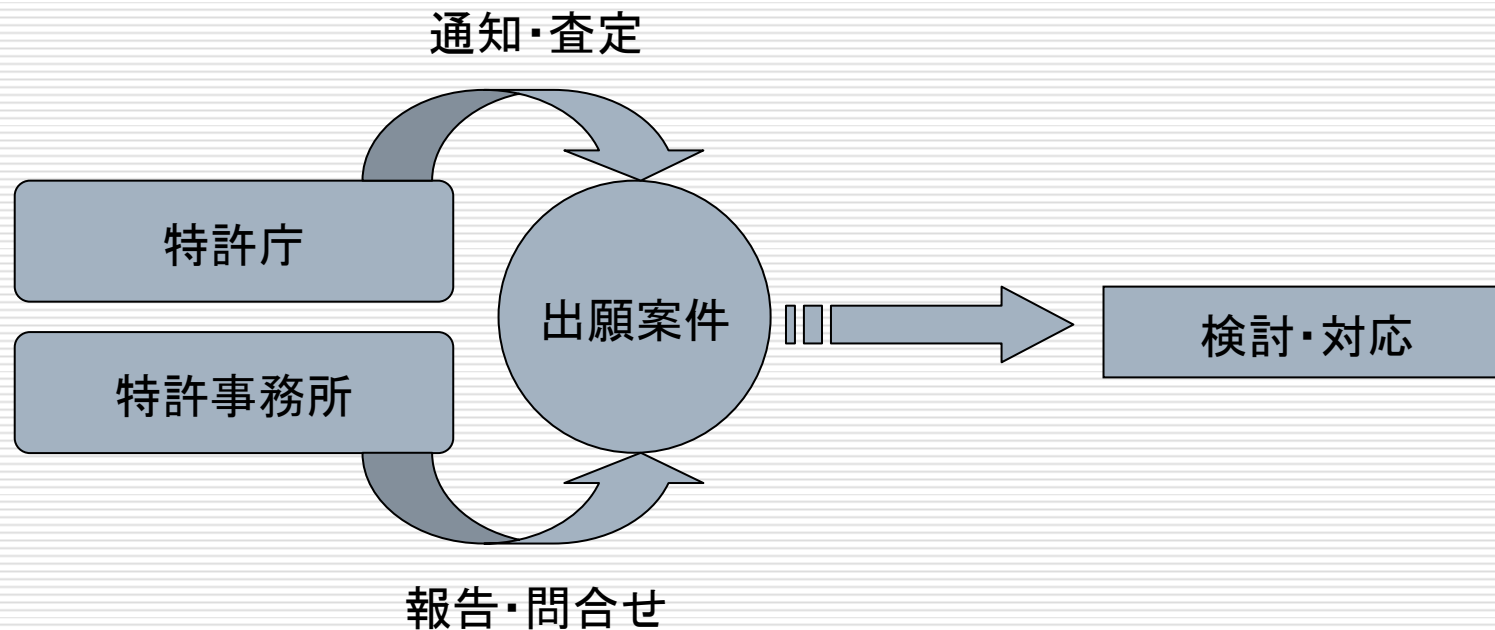 通知・査定
特許庁
出願案件
検討・対応
特許事務所
報告・問合せ